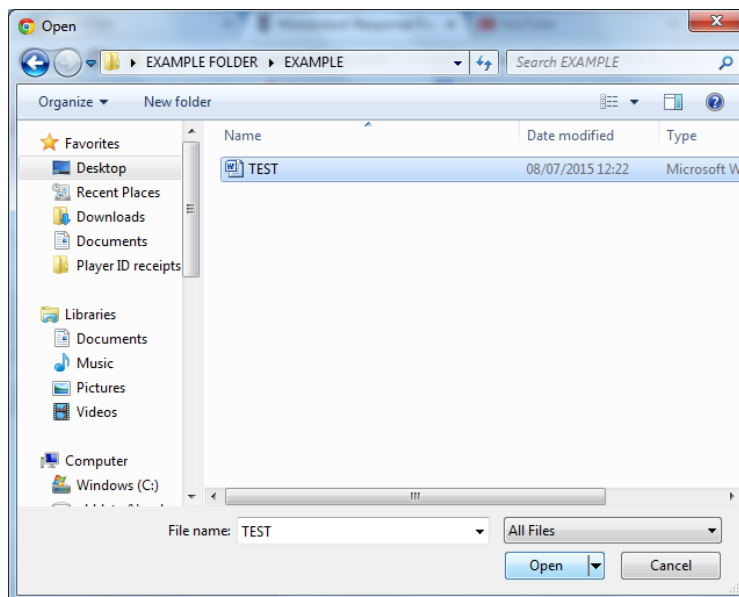 Open
EXAMPLE FOLDER EXAMPLE
Search EXAMPLE
Organize New folder
Name Date modified Type
TEST 08/07/2015 12:22 Microsoft W
Favorites
Desktop
Recent Places
Downloads
Documents
Player ID receipts
Libraries
Documents
Music
Pictures
Videos
Computer
Windows (C:)
File name: TEST
All Files
Open Cancel